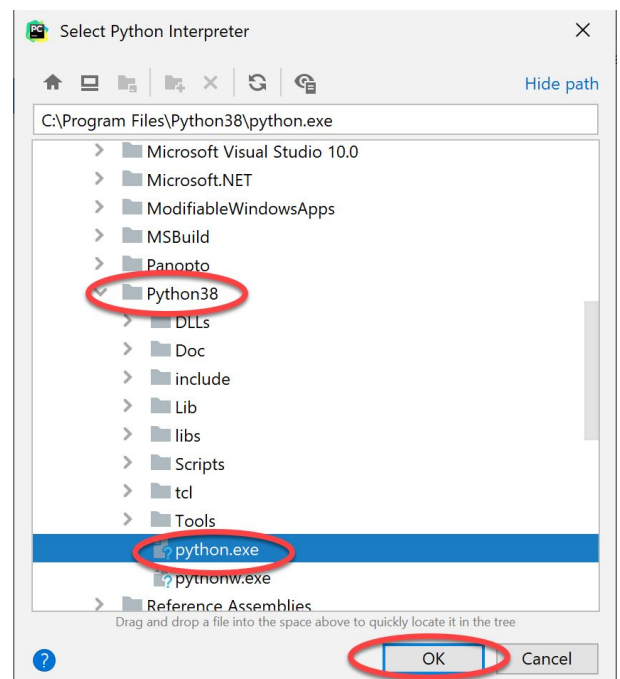 PC Select Python Interpreter
Hide path
C:\Program Files\Python38\python.exe
Microsoft Visual Studio 10.0
Microsoft.NET
ModifiableWindowsApps
MSBuild
Panopto
Python38
DLLs
Doc
include
Lib
libs
Scripts
tcl
Tools
python.exe
pythonw.exe
Reference Assemblies
Drag and drop a file into the space above to quickly locate it in the tree
? OK Cancel